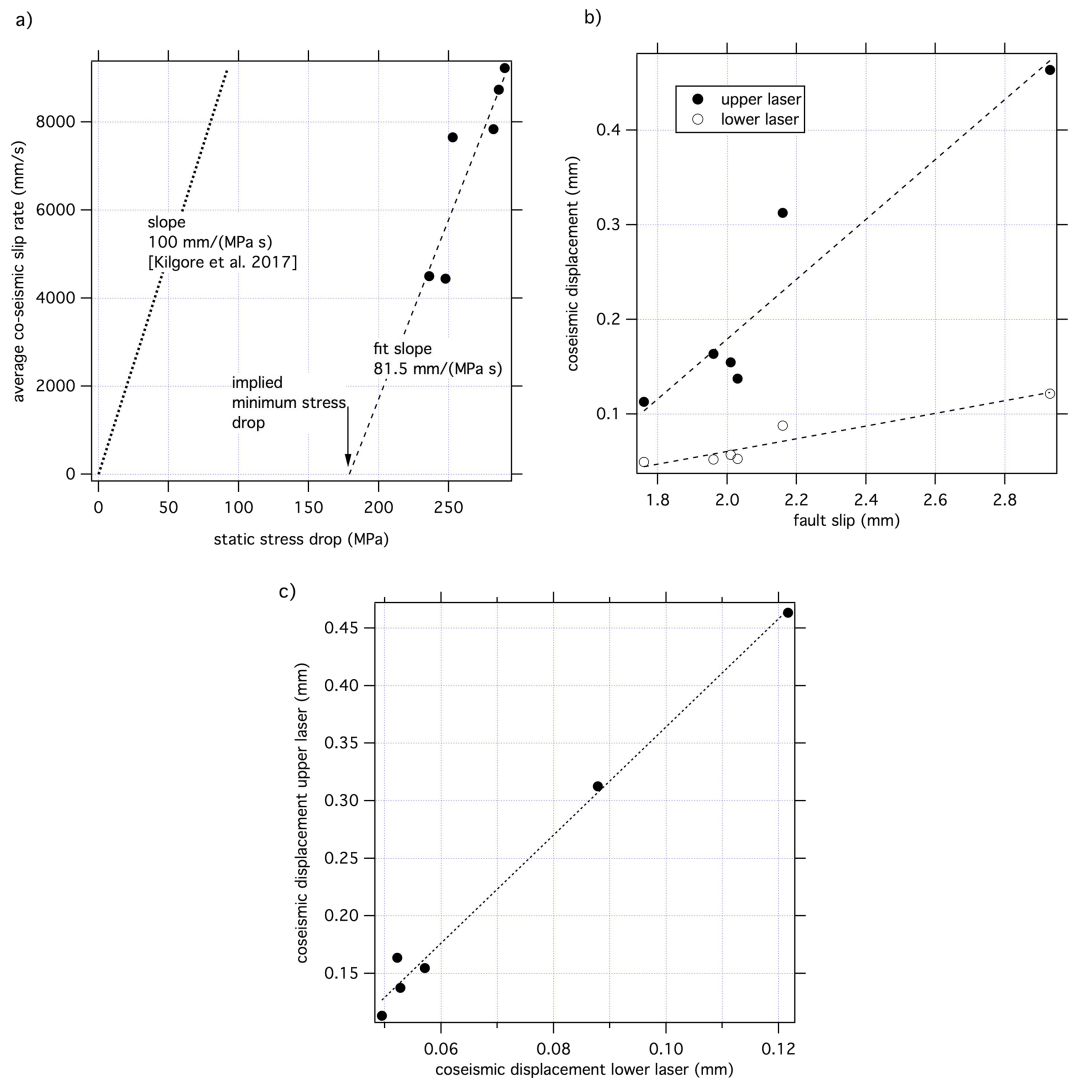 a)
average co-seismic slip rate (mm/s)
8000
6000
4000
2000
0
slope
100 mm/(MPa s)
[Kilgore et al. 2017]
fit slope
81.5 mm/(MPa s)
implied
minimum stress
drop
0
50
100
150
200
250
static stress drop (MPa)
b)
coseismic displacement (mm)
0.4
0.3
0.2
0.1
upper laser
lower laser
1.8
2.0
2.2
2.4
2.6
2.8
fault slip (mm)
c)
coseismic displacement upper laser (mm)
0.45
0.40
0.35
0.30
0.25
0.20
0.15
0.06
0.08
0.10
0.12
coseismic displacement lower laser (mm)